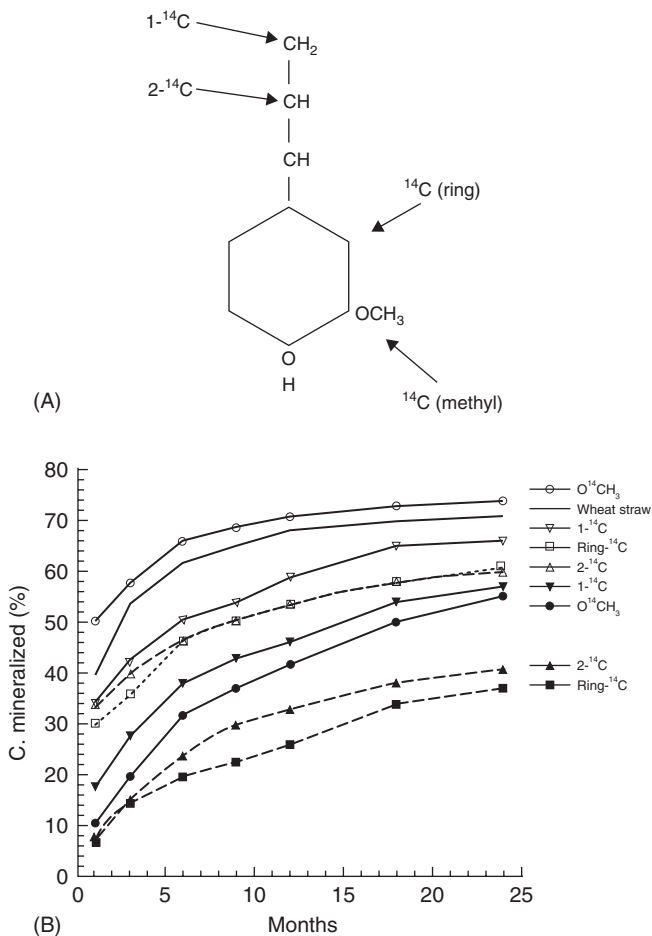 1-¹⁴C
CH₂
2-¹⁴C
CH
CH
¹⁴C (ring)
OCH₃
O
H
¹⁴C (methyl)
(A)
80
70
60
50
40
30
20
10
0
C. mineralized (%)
0 5 10 15 20 25
Months
O¹⁴CH₃
Wheat straw
1-¹⁴C
Ring-¹⁴C
2-¹⁴C
1-¹⁴C
O¹⁴CH₃
2-¹⁴C
Ring-¹⁴C
(B)